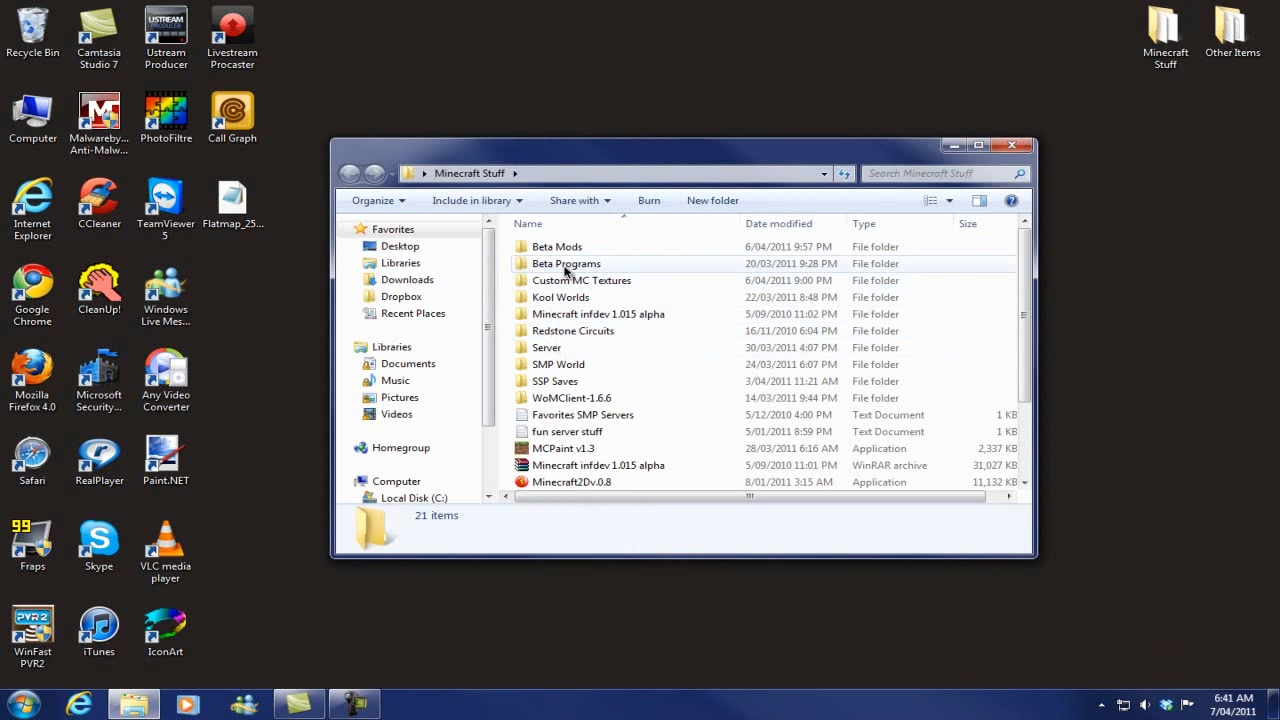 Recycle Bin
Camtasia
Studio 7
USTREAM
PRODUCER
Ustream
Producer
Livestream
Procaster
Minecraft
Stuff
Other Items
Computer
Malwareby...
Anti-Malw...
PhotoFiltre
Call Graph
Internet
Explorer
CCleaner
TeamViewer
5
Flatmap_25...
Google
Chrome
CleanUp!
Windows
Live Mes...
Mozilla
Firefox 4.0
Microsoft
Security...
Any Video
Converter
Safari
RealPlayer
Paint.NET
99
Fraps
Skype
VLC media
player
PVR2
WinFast
PVR2
iTunes
IconArt
Minecraft Stuff
Search Minecraft Stuff
Organize
Include in library
Share with
Burn
New folder
Favorites
Desktop
Libraries
Downloads
Dropbox
Recent Places
Libraries
Documents
Music
Pictures
Videos
Homegroup
Computer
Local Disk (C:)
Name Date modified Type Size
Beta Mods 6/04/2011 9:57 PM File folder
Beta Programs 20/03/2011 9:28 PM File folder
Custom MC Textures 6/04/2011 9:00 PM File folder
Kool Worlds 22/03/2011 8:48 PM File folder
Minecraft infdev 1.015 alpha 5/09/2010 11:02 PM File folder
Redstone Circuits 16/11/2010 6:04 PM File folder
Server 30/03/2011 4:07 PM File folder
SMP World 24/03/2011 6:07 PM File folder
SSP Saves 3/04/2011 11:21 AM File folder
WoMClient-1.6.6 14/03/2011 9:44 PM File folder
Favorites SMP Servers 5/12/2010 4:00 PM Text Document 1 KB
fun server stuff 5/01/2011 8:59 PM Text Document 1 KB
MCPaint v1.3 28/03/2011 6:16 AM Application 2,337 KB
Minecraft infdev 1.015 alpha 5/09/2010 11:01 PM WinRAR archive 31,027 KB
Minecraft2Dv.0.8 8/01/2011 3:15 AM Application 11,132 KB
21 items
6:41 AM
7/04/2011